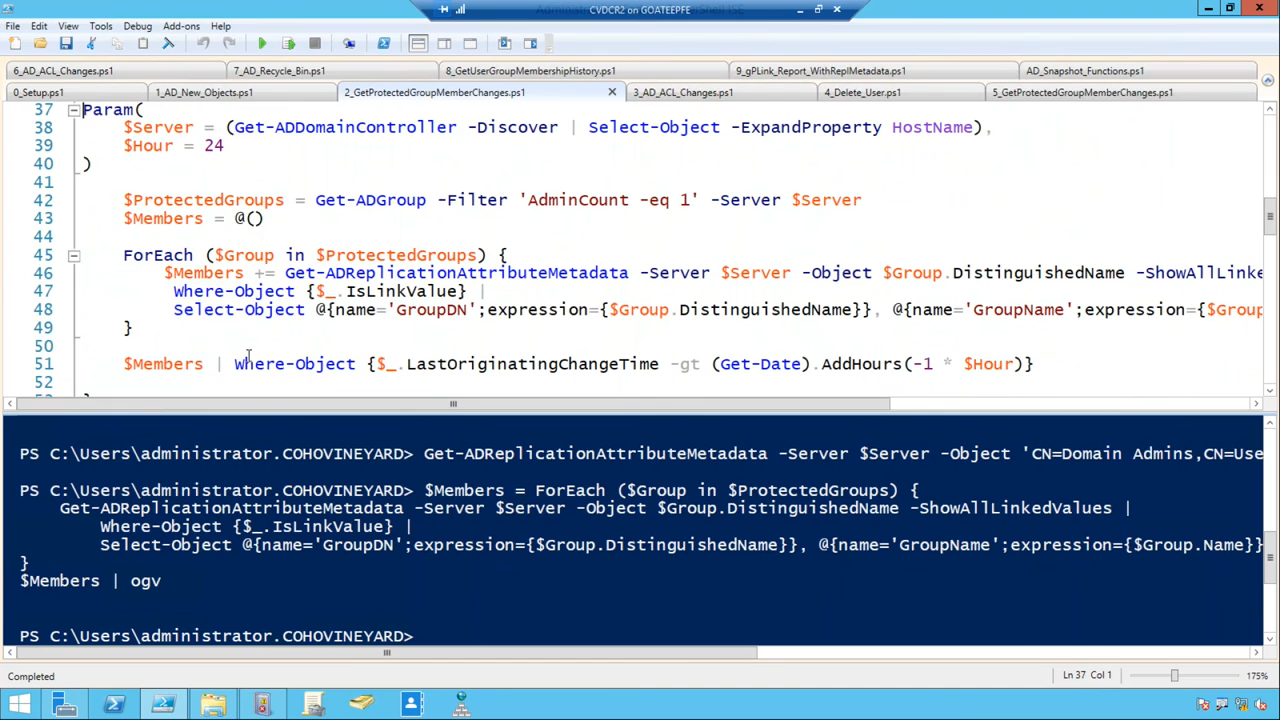 CVDCR2 on GOATEEPFE
File Edit View Tools Debug Add-ons Help
6_AD_ACL_Changes.ps1 7_AD_Recycle_Bin.ps1 8_GetUserGroupMembershipHistory.ps1 9_gPLink_Report_WithReplMetadata.ps1 AD_Snapshot_Functions.ps1
0_Setup.ps1 1_AD_New_Objects.ps1 2_GetProtectedGroupMemberChanges.ps1 3_AD_ACL_Changes.ps1 4_Delete_User.ps1 5_GetProtectedGroupMemberChanges.ps1
37 Param(
38 $Server = (Get-ADDomainController -Discover | Select-Object -ExpandProperty HostName),
39 $Hour = 24
40 )
41
42 $ProtectedGroups = Get-ADGroup -Filter 'AdminCount -eq 1' -Server $Server
43 $Members = @()
44
45 ForEach ($Group in $ProtectedGroups) {
46 $Members += Get-ADReplicationAttributeMetadata -Server $Server -Object $Group.DistinguishedName -ShowAllLinke
47 Where-Object {$_.IsLinkValue} |
48 Select-Object @{name='GroupDN';expression={$Group.DistinguishedName}}, @{name='GroupName';expression={$Group
49 }
50
51 $Members | Where-Object {$_.LastOriginatingChangeTime -gt (Get-Date).AddHours(-1 * $Hour)}
52
PS C:\Users\administrator.COHOVINEYARD> Get-ADReplicationAttributeMetadata -Server $Server -Object 'CN=Domain Admins,CN=Use
PS C:\Users\administrator.COHOVINEYARD> $Members = ForEach ($Group in $ProtectedGroups) {
Get-ADReplicationAttributeMetadata -Server $Server -Object $Group.DistinguishedName -ShowAllLinkedValues |
Where-Object {$_.IsLinkValue} |
Select-Object @{name='GroupDN';expression={$Group.DistinguishedName}}, @{name='GroupName';expression={$Group.Name}}
}
$Members | ogv
PS C:\Users\administrator.COHOVINEYARD>
Completed
Ln 37 Col 1
175%